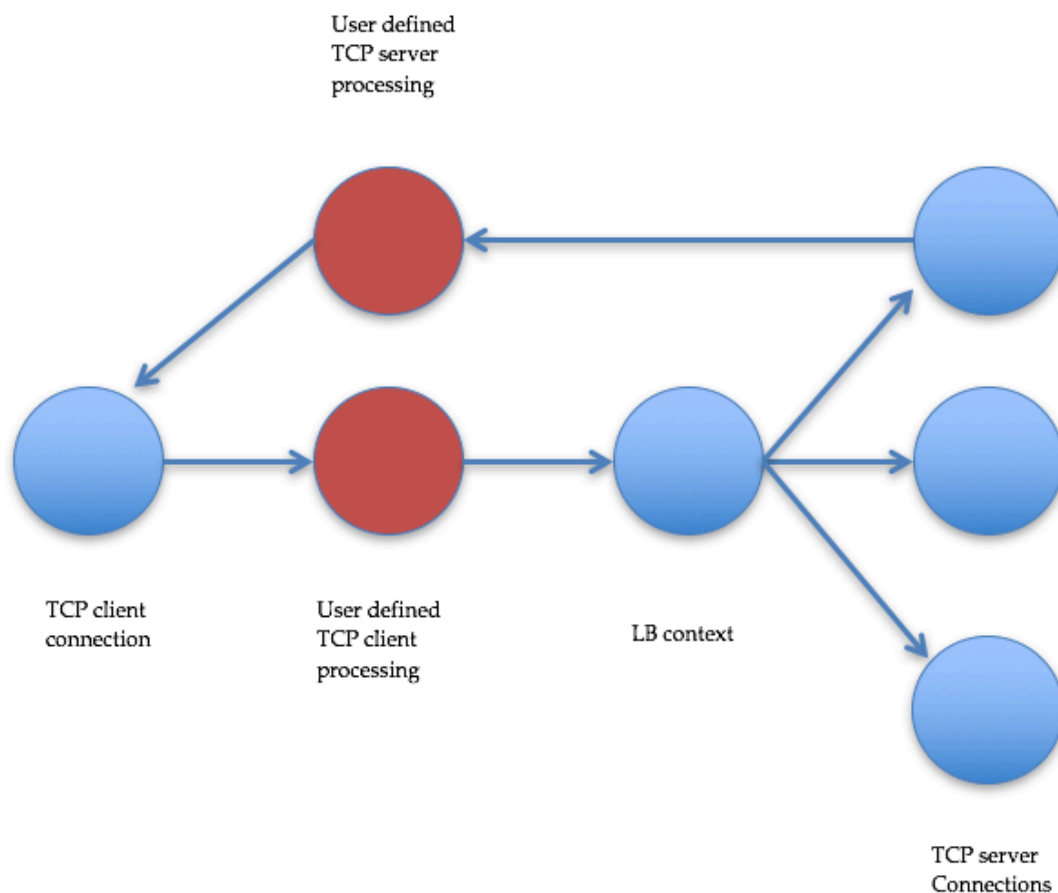 User defined
TCP server
processing
TCP client
connection
User defined
TCP client
processing
LB context
TCP server
Connections